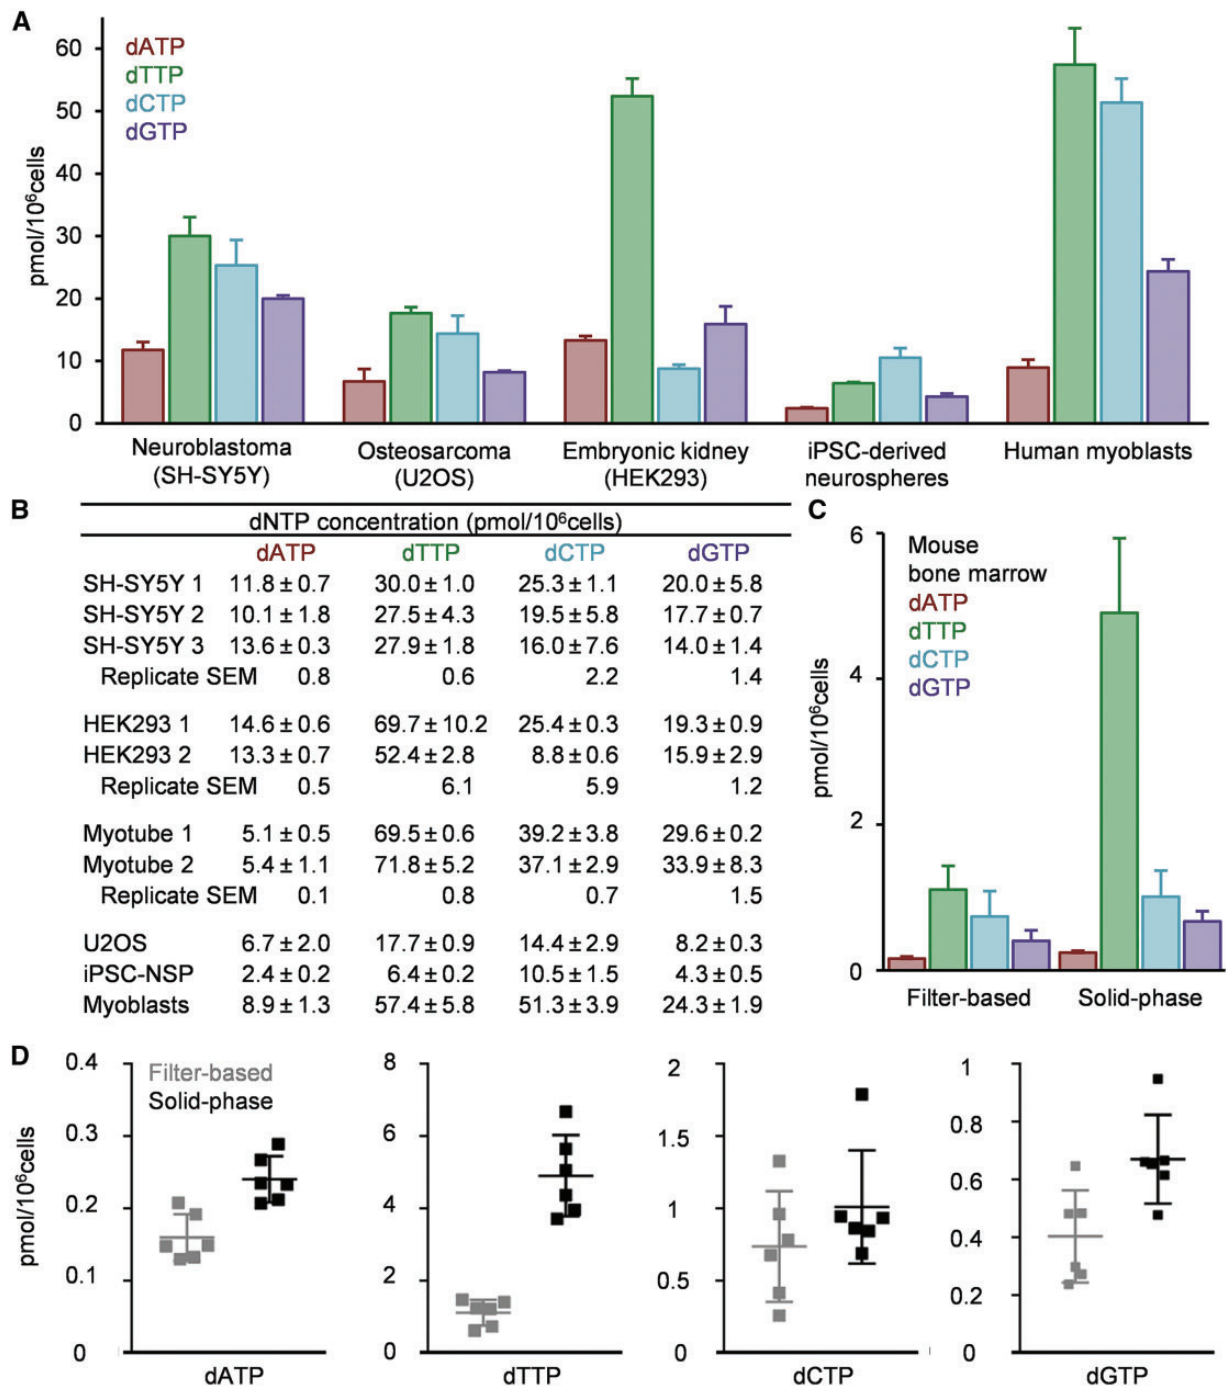 A
dATP
dTTP
dCTP
dGTP
pmol/10⁶cells
60
50
40
30
20
10
0
Neuroblastoma
(SH-SY5Y)
Osteosarcoma
(U2OS)
Embryonic kidney
(HEK293)
iPSC-derived
neurospheres
Human myoblasts
B
dNTP concentration (pmol/10⁶cells)
dATP dTTP dCTP dGTP
SH-SY5Y 1 11.8 ± 0.7 30.0 ± 1.0 25.3 ± 1.1 20.0 ± 5.8
SH-SY5Y 2 10.1 ± 1.8 27.5 ± 4.3 19.5 ± 5.8 17.7 ± 0.7
SH-SY5Y 3 13.6 ± 0.3 27.9 ± 1.8 16.0 ± 7.6 14.0 ± 1.4
Replicate SEM 0.8 0.6 2.2 1.4
HEK293 1 14.6 ± 0.6 69.7 ± 10.2 25.4 ± 0.3 19.3 ± 0.9
HEK293 2 13.3 ± 0.7 52.4 ± 2.8 8.8 ± 0.6 15.9 ± 2.9
Replicate SEM 0.5 6.1 5.9 1.2
Myotube 1 5.1 ± 0.5 69.5 ± 0.6 39.2 ± 3.8 29.6 ± 0.2
Myotube 2 5.4 ± 1.1 71.8 ± 5.2 37.1 ± 2.9 33.9 ± 8.3
Replicate SEM 0.1 0.8 0.7 1.5
U2OS 6.7 ± 2.0 17.7 ± 0.9 14.4 ± 2.9 8.2 ± 0.3
iPSC-NSP 2.4 ± 0.2 6.4 ± 0.2 10.5 ± 1.5 4.3 ± 0.5
Myoblasts 8.9 ± 1.3 57.4 ± 5.8 51.3 ± 3.9 24.3 ± 1.9
C
Mouse
bone marrow
dATP
dTTP
dCTP
dGTP
pmol/10⁶cells
6
4
2
0
Filter-based
Solid-phase
D
Filter-based
Solid-phase
pmol/10⁶cells
0.4
0.3
0.2
0.1
0
dATP
8
6
4
2
0
dTTP
2
1.5
1
0.5
0
dCTP
1
0.8
0.6
0.4
0.2
0
dGTP